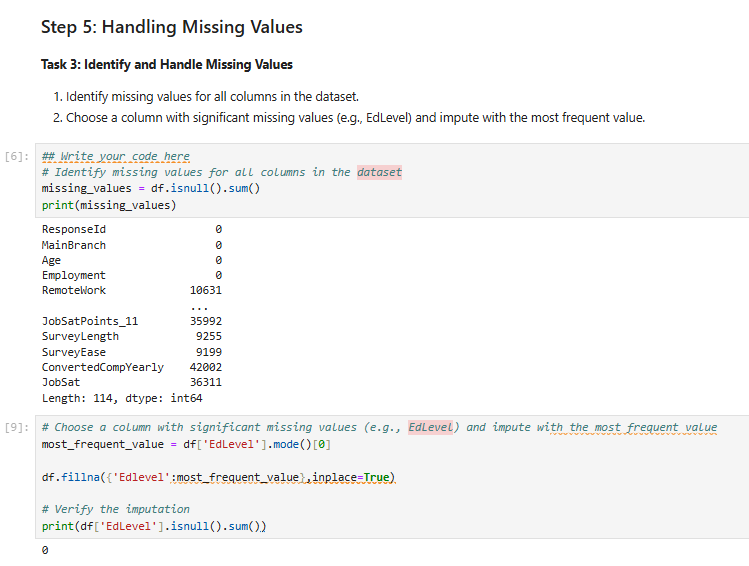 Step 5: Handling Missing Values
Task 3: Identify and Handle Missing Values
1. Identify missing values for all columns in the dataset.
2. Choose a column with significant missing values (e.g., EdLevel) and impute with the most frequent value.
[6]: ## Write your code here
# Identify missing values for all columns in the dataset
missing_values = df.isnull().sum()
print(missing_values)
ResponseId 0
MainBranch 0
Age 0
Employment 0
RemoteWork 10631
...
JobSatPoints_11 35992
SurveyLength 9255
SurveyEase 9199
ConvertedCompYearly 42002
JobSat 36311
Length: 114, dtype: int64
[9]: # Choose a column with significant missing values (e.g., EdLevel) and impute with the most frequent value
most_frequent_value = df['EdLevel'].mode()[0]
df.fillna({'Edlevel':most_frequent_value},inplace=True)
# Verify the imputation
print(df['EdLevel'].isnull().sum())
0